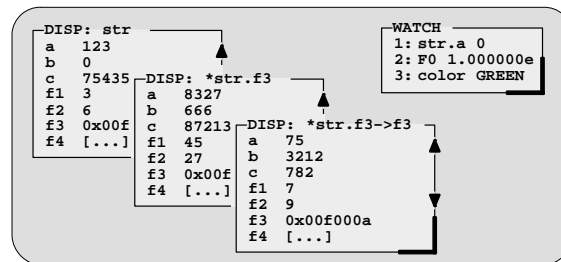 DISP: str
a 123
b 0
c 75435
f1 3
f2 6
f3 0x00f
f4 [...]
DISP: *str.f3
a 8327
b 666
c 87213
f1 45
f2 27
f3 0x00f
f4 [...]
DISP: *str.f3->f3
a 75
b 3212
c 782
f1 7
f2 9
f3 0x00f000a
f4 [...]
WATCH
1: str.a 0
2: F0 1.000000e
3: color GREEN